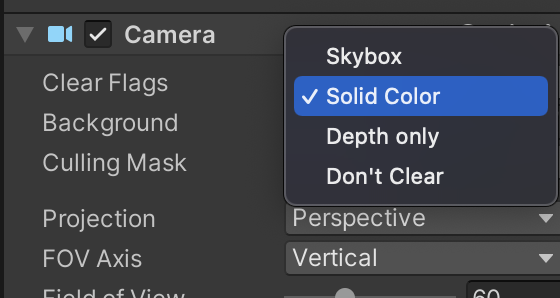 Camera
Skybox
Clear Flags
Solid Color
Background
Depth only
Culling Mask
Don't Clear
Projection
Perspective
FOV Axis
Vertical
Field of View
60